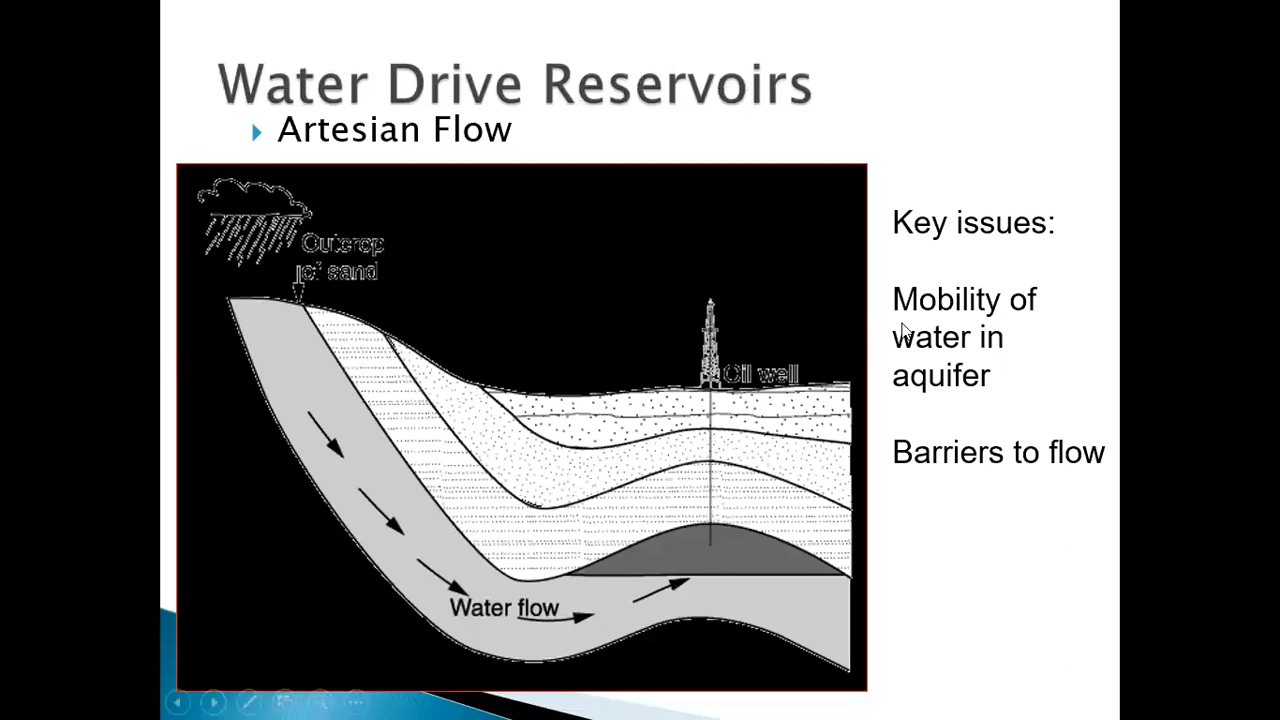 Water Drive Reservoirs
Artesian Flow
Outcrop
of sand
Oil well
Water flow
Key issues:
Mobility of
water in
aquifer
Barriers to flow